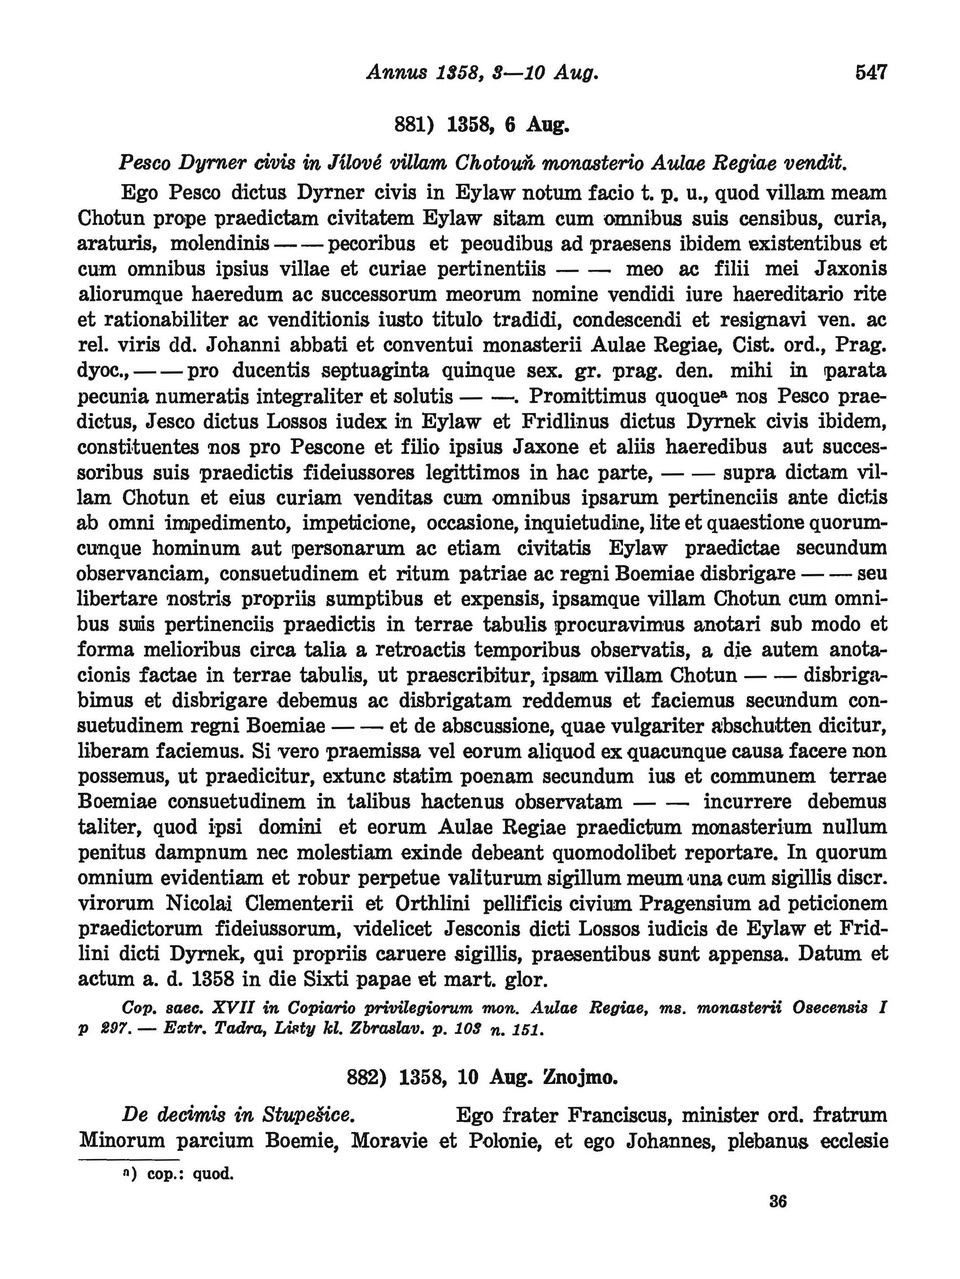 Annus 1358, 3—10 Aug. 547
881) 1358, 6 Aug.
Pesco Dyrner civis in Jílové villam Chotouň monasterio Aulae Regiae vendit.
Ego Pesco dictus Dyrner civis in Eylaw notum facio t. p. u., quod villam meam
Chotun prope praedictam civitatem Eylaw sitam cum omnibus suis censibus, curia,
araturis, molendinis — — pecoribus et pecudibus ad praesens ibidem existentibus et
cum omnibus ipsius villae et curiae pertinentiis — — meo ac filii mei Jaxonis
aliorumque haeredum ac successorum meorum nomine vendidi iure haereditario rite
et rationabiliter ac venditionis iusto titulo tradidi, condescendi et resignavi ven. ac
rel. viris dd. Johanni abbati et conventui monasterii Aulae Regiae, Cist. ord., Prag.
dyoc., — — pro ducentis septuaginta quinque sex. gr. prag. den. mihi in parata
pecunia numeratis integraliter et solutis — —. Promittimus quoqueᵃ nos Pesco prae-
dictus, Jesco dictus Lossos iudex in Eylaw et Fridlinus dictus Dyrnek civis ibidem,
constituentes nos pro Pescone et filio ipsius Jaxone et aliis haeredibus aut succes-
soribus suis praedictis fideiussores legittimos in hac parte, — — supra dictam vil-
lam Chotun et eius curiam venditas cum omnibus ipsarum pertinenciis ante dictis
ab omni impedimento, impeticione, occasione, inquietudine, lite et quaestione quorum-
cunque hominum aut personarum ac etiam civitatis Eylaw praedictae secundum
observanciam, consuetudinem et ritum patriae ac regni Boemiae disbrigare — — seu
libertare nostris propriis sumptibus et expensis, ipsamque villam Chotun cum omni-
bus suis pertinenciis praedictis in terrae tabulis procuravimus anotari sub modo et
forma melioribus circa talia a retroactis temporibus observatis, a die autem anota-
cionis factae in terrae tabulis, ut praescribitur, ipsam villam Chotun — — disbriga-
bimus et disbrigare debemus ac disbrigatam reddemus et faciemus secundum con-
suetudinem regni Boemiae — — et de abscussione, quae vulgariter abschutten dicitur,
liberam faciemus. Si vero praemissa vel eorum aliquod ex quacunque causa facere non
possemus, ut praedicitur, extunc statim poenam secundum ius et communem terrae
Boemiae consuetudinem in talibus hactenus observatam — — incurrere debemus
taliter, quod ipsi domini et eorum Aulae Regiae praedictum monasterium nullum
penitus dampnum nec molestiam exinde debeant quomodolibet reportare. In quorum
omnium evidentiam et robur perpetue valiturum sigillum meum una cum sigillis discr.
virorum Nicolai Clementerii et Orthlini pellificis civium Pragensium ad peticionem
praedictorum fideiussorum, videlicet Jesconis dicti Lossos iudicis de Eylaw et Frid-
lini dicti Dyrnek, qui propriis caruere sigillis, praesentibus sunt appensa. Datum et
actum a. d. 1358 in die Sixti papae et mart. glor.
Cop. saec. XVII in Copiario privilegiorum mon. Aulae Regiae, ms. monasterii Osecensis I
p 297. — Extr. Tadra, Listy kl. Zbraslav. p. 103 n. 151.
882) 1358, 10 Aug. Znojmo.
De decimis in Stupešice. Ego frater Franciscus, minister ord. fratrum
Minorum parcium Boemie, Moravie et Polonie, et ego Johannes, plebanus ecclesie
ᵃ) cop.: quod.
36